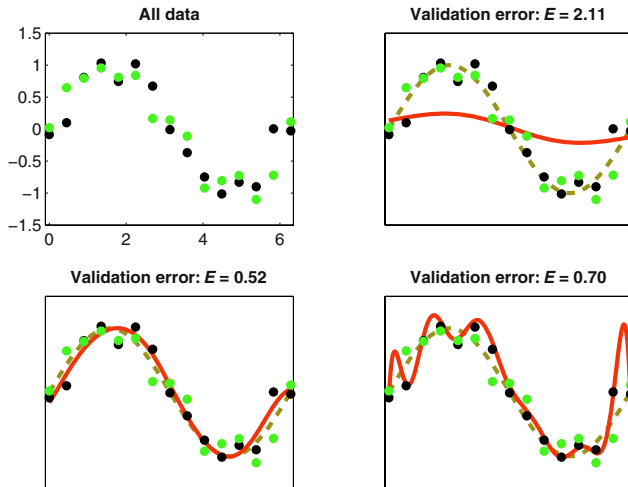 All data
Validation error: E = 2.11
1.5
1
0.5
0
−0.5
−1
−1.5
0
2
4
6
Validation error: E = 0.52
Validation error: E = 0.70